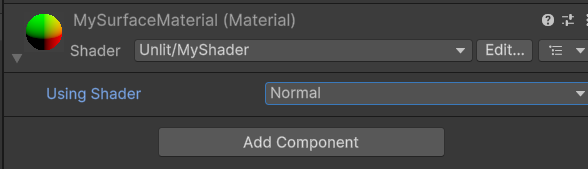 MySurfaceMaterial (Material)
Shader Unlit/MyShader Edit...
Using Shader Normal
Add Component